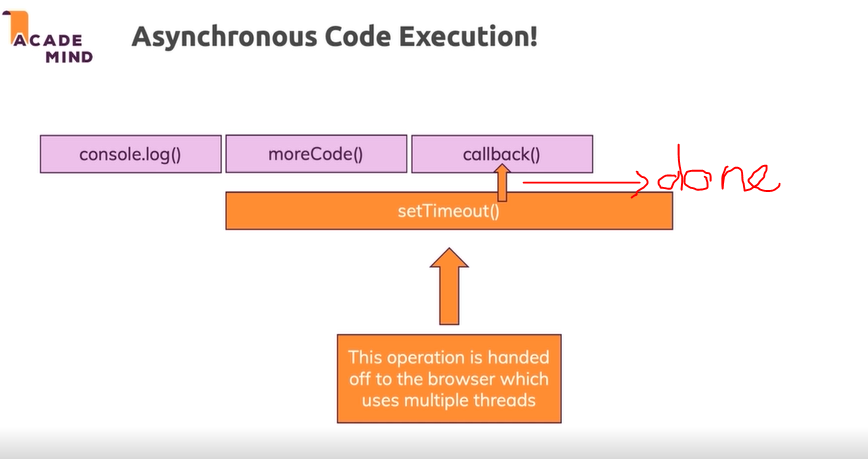 ACADE
MIND
Asynchronous Code Execution!
console.log()
moreCode()
callback()
done
setTimeout()
This operation is handed
off to the browser which
uses multiple threads